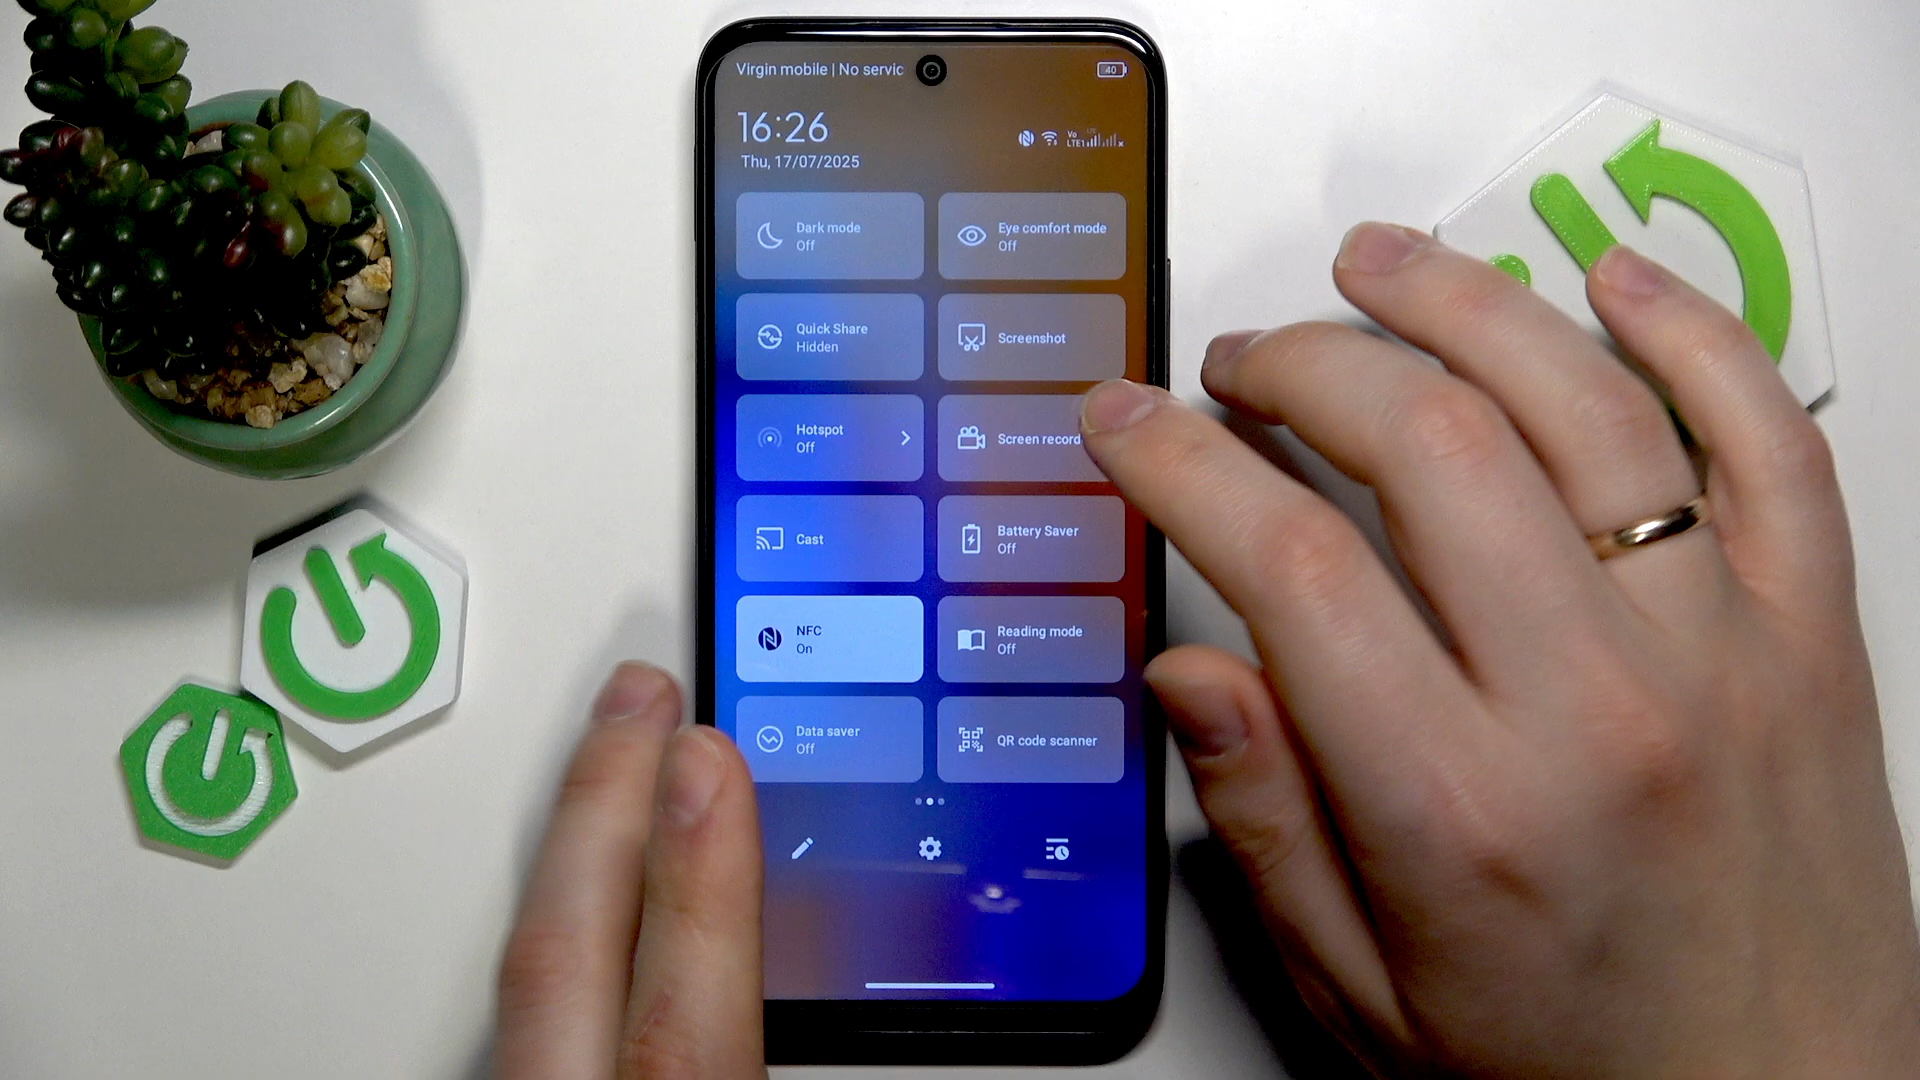 Virgin mobile | No servic
40
16:26
Thu, 17/07/2025
Dark mode
Off
Eye comfort mode
Off
Quick Share
Hidden
Screenshot
Hotspot
Off
Screen record
Cast
Battery Saver
Off
NFC
On
Reading mode
Off
Data saver
Off
QR code scanner